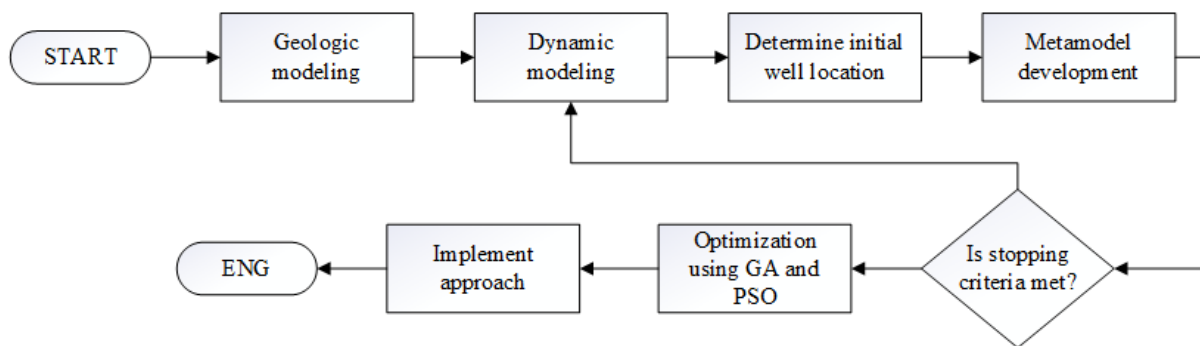 START
Geologic
modeling
Dynamic
modeling
Determine initial
well location
Metamodel
development
Is stopping
criteria met?
Optimization
using GA and
PSO
Implement
approach
ENG